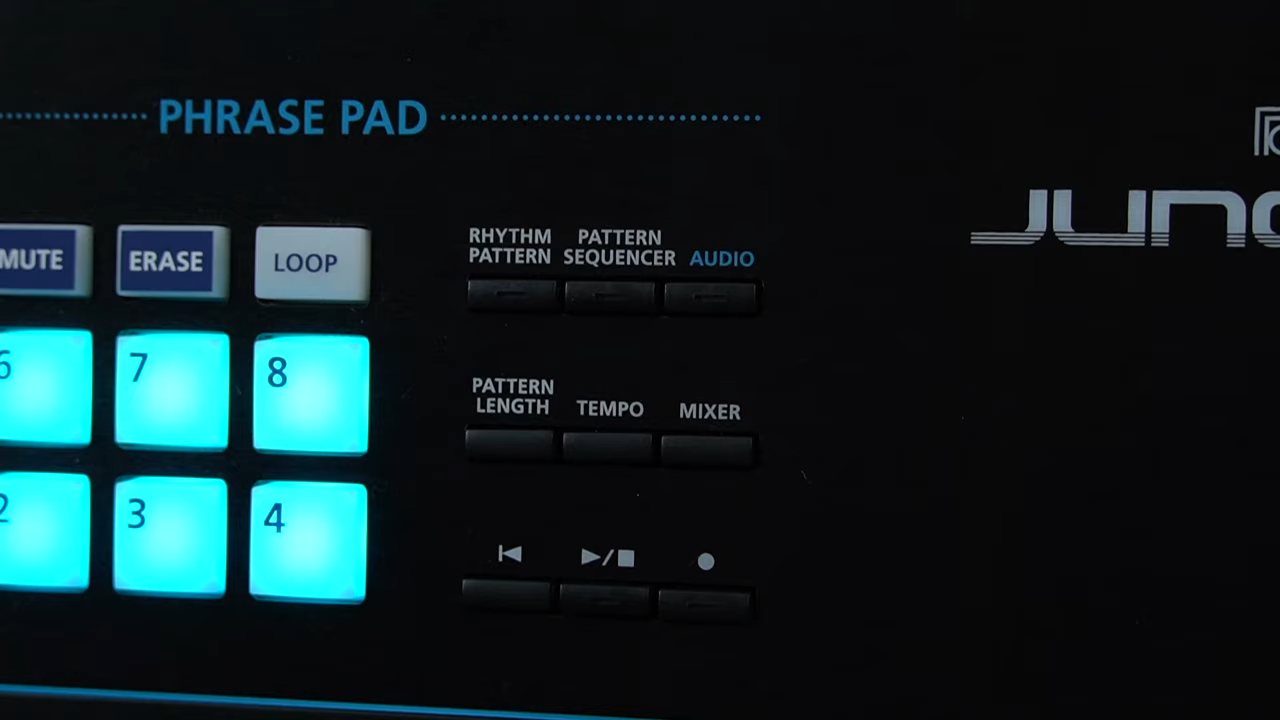 PHRASE PAD
MUTE
ERASE
LOOP
RHYTHM
PATTERN
PATTERN
SEQUENCER
AUDIO
6
7
8
PATTERN
LENGTH
TEMPO
MIXER
2
3
4
JUNO